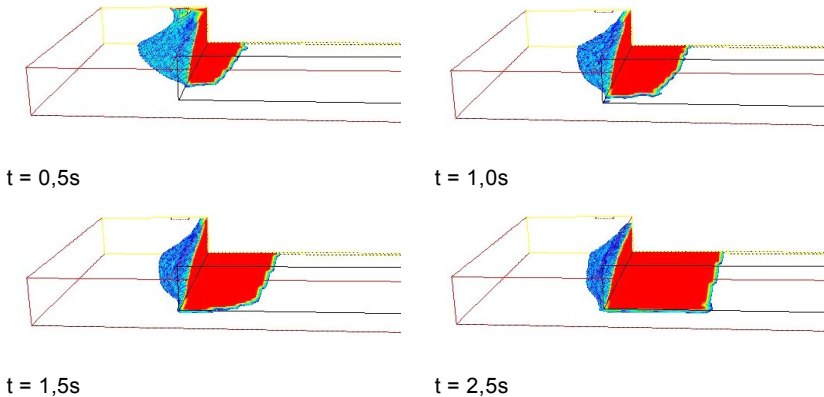 t = 0,5s
t = 1,0s
t = 1,5s
t = 2,5s